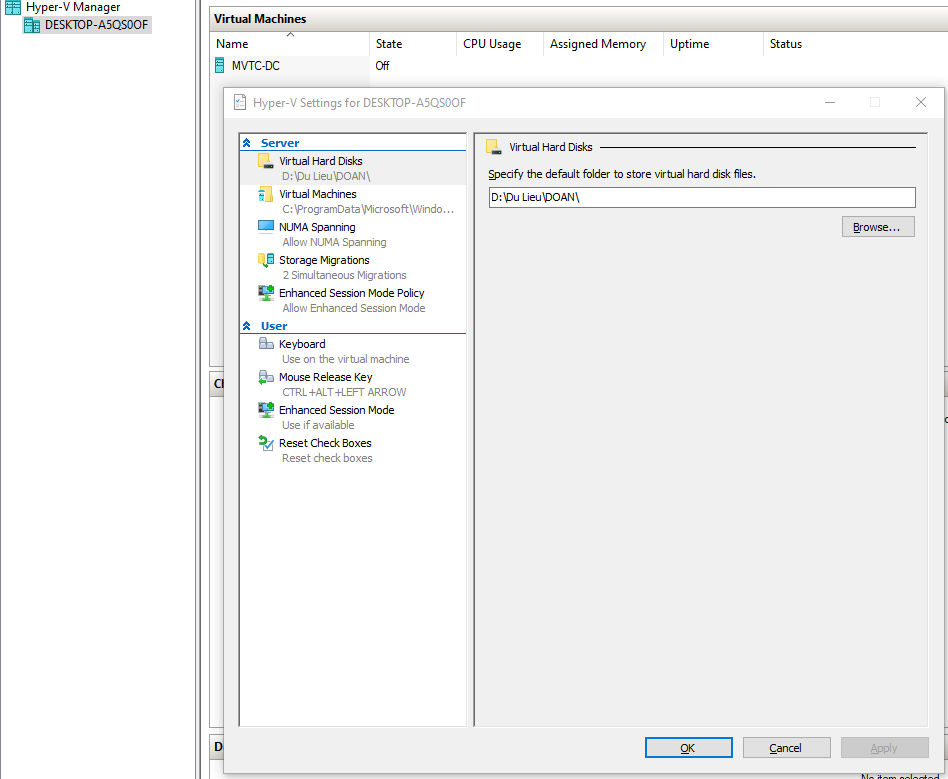 Hyper-V Manager
DESKTOP-A5QS0OF
Virtual Machines
Name State CPU Usage Assigned Memory Uptime Status
MVTC-DC Off
Hyper-V Settings for DESKTOP-A5QS0OF
Server
Virtual Hard Disks
D:\Du Lieu\DOAN\
Virtual Machines
C:\ProgramData\Microsoft\Windo...
NUMA Spanning
Allow NUMA Spanning
Storage Migrations
2 Simultaneous Migrations
Enhanced Session Mode Policy
Allow Enhanced Session Mode
User
Keyboard
Use on the virtual machine
Mouse Release Key
CTRL+ALT+LEFT ARROW
Enhanced Session Mode
Use if available
Reset Check Boxes
Reset check boxes
Virtual Hard Disks
Specify the default folder to store virtual hard disk files.
D:\Du Lieu\DOAN\
Browse...
OK Cancel Apply
No item selected